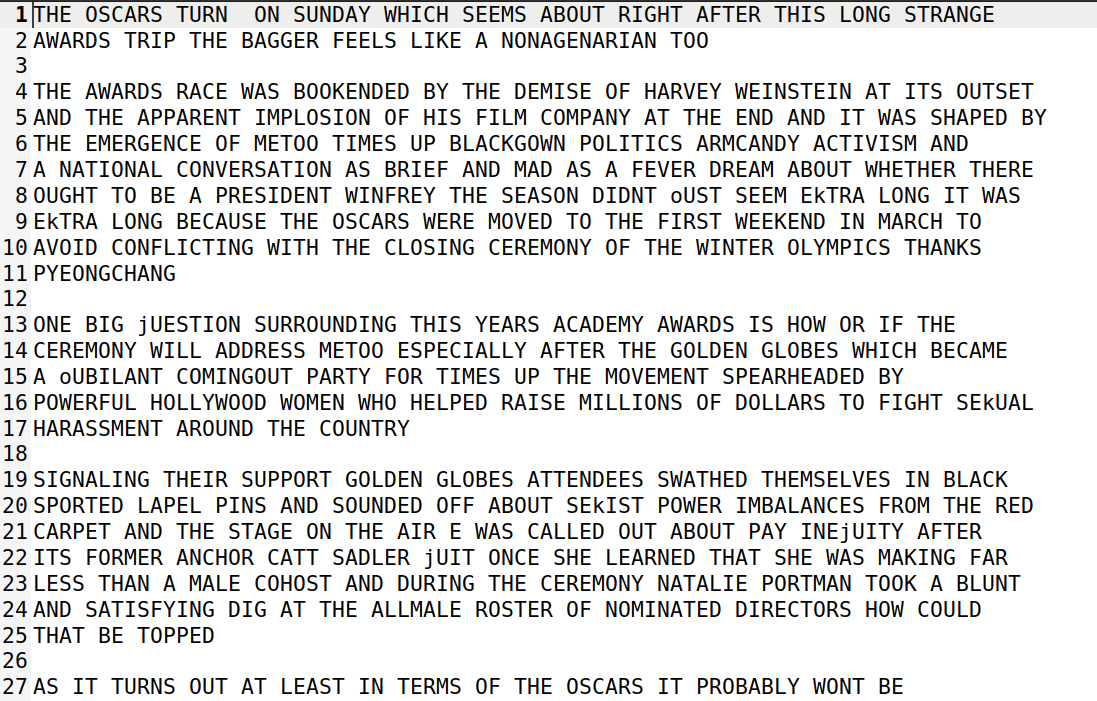 1 THE OSCARS TURN  ON SUNDAY WHICH SEEMS ABOUT RIGHT AFTER THIS LONG STRANGE
2 AWARDS TRIP THE BAGGER FEELS LIKE A NONAGENARIAN TOO
3
4 THE AWARDS RACE WAS BOOKENDED BY THE DEMISE OF HARVEY WEINSTEIN AT ITS OUTSET
5 AND THE APPARENT IMPLOSION OF HIS FILM COMPANY AT THE END AND IT WAS SHAPED BY
6 THE EMERGENCE OF METOO TIMES UP BLACKGOWN POLITICS ARMCANDY ACTIVISM AND
7 A NATIONAL CONVERSATION AS BRIEF AND MAD AS A FEVER DREAM ABOUT WHETHER THERE
8 OUGHT TO BE A PRESIDENT WINFREY THE SEASON DIDNT oUST SEEM EkTRA LONG IT WAS
9 EkTRA LONG BECAUSE THE OSCARS WERE MOVED TO THE FIRST WEEKEND IN MARCH TO
10 AVOID CONFLICTING WITH THE CLOSING CEREMONY OF THE WINTER OLYMPICS THANKS
11 PYEONGCHANG
12
13 ONE BIG jUESTION SURROUNDING THIS YEARS ACADEMY AWARDS IS HOW OR IF THE
14 CEREMONY WILL ADDRESS METOO ESPECIALLY AFTER THE GOLDEN GLOBES WHICH BECAME
15 A oUBILANT COMINGOUT PARTY FOR TIMES UP THE MOVEMENT SPEARHEADED BY
16 POWERFUL HOLLYWOOD WOMEN WHO HELPED RAISE MILLIONS OF DOLLARS TO FIGHT SEkUAL
17 HARASSMENT AROUND THE COUNTRY
18
19 SIGNALING THEIR SUPPORT GOLDEN GLOBES ATTENDEES SWATHED THEMSELVES IN BLACK
20 SPORTED LAPEL PINS AND SOUNDED OFF ABOUT SEkIST POWER IMBALANCES FROM THE RED
21 CARPET AND THE STAGE ON THE AIR E WAS CALLED OUT ABOUT PAY INEjUITY AFTER
22 ITS FORMER ANCHOR CATT SADLER jUIT ONCE SHE LEARNED THAT SHE WAS MAKING FAR
23 LESS THAN A MALE COHOST AND DURING THE CEREMONY NATALIE PORTMAN TOOK A BLUNT
24 AND SATISFYING DIG AT THE ALLMALE ROSTER OF NOMINATED DIRECTORS HOW COULD
25 THAT BE TOPPED
26
27 AS IT TURNS OUT AT LEAST IN TERMS OF THE OSCARS IT PROBABLY WONT BE